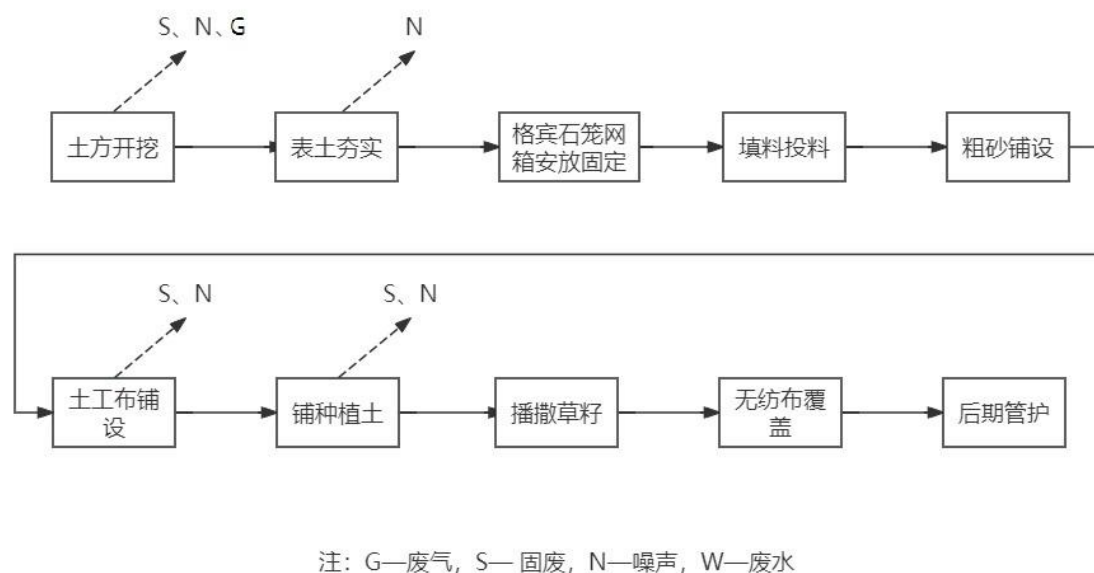 S、N、G
N
土方开挖
表土夯实
格宾石笼网
箱安放固定
填料投料
粗砂铺设
S、N
S、N
土工布铺
设
铺种植土
播撒草籽
无纺布覆
盖
后期管护
注：G—废气，S— 固废，N—噪声，W—废水